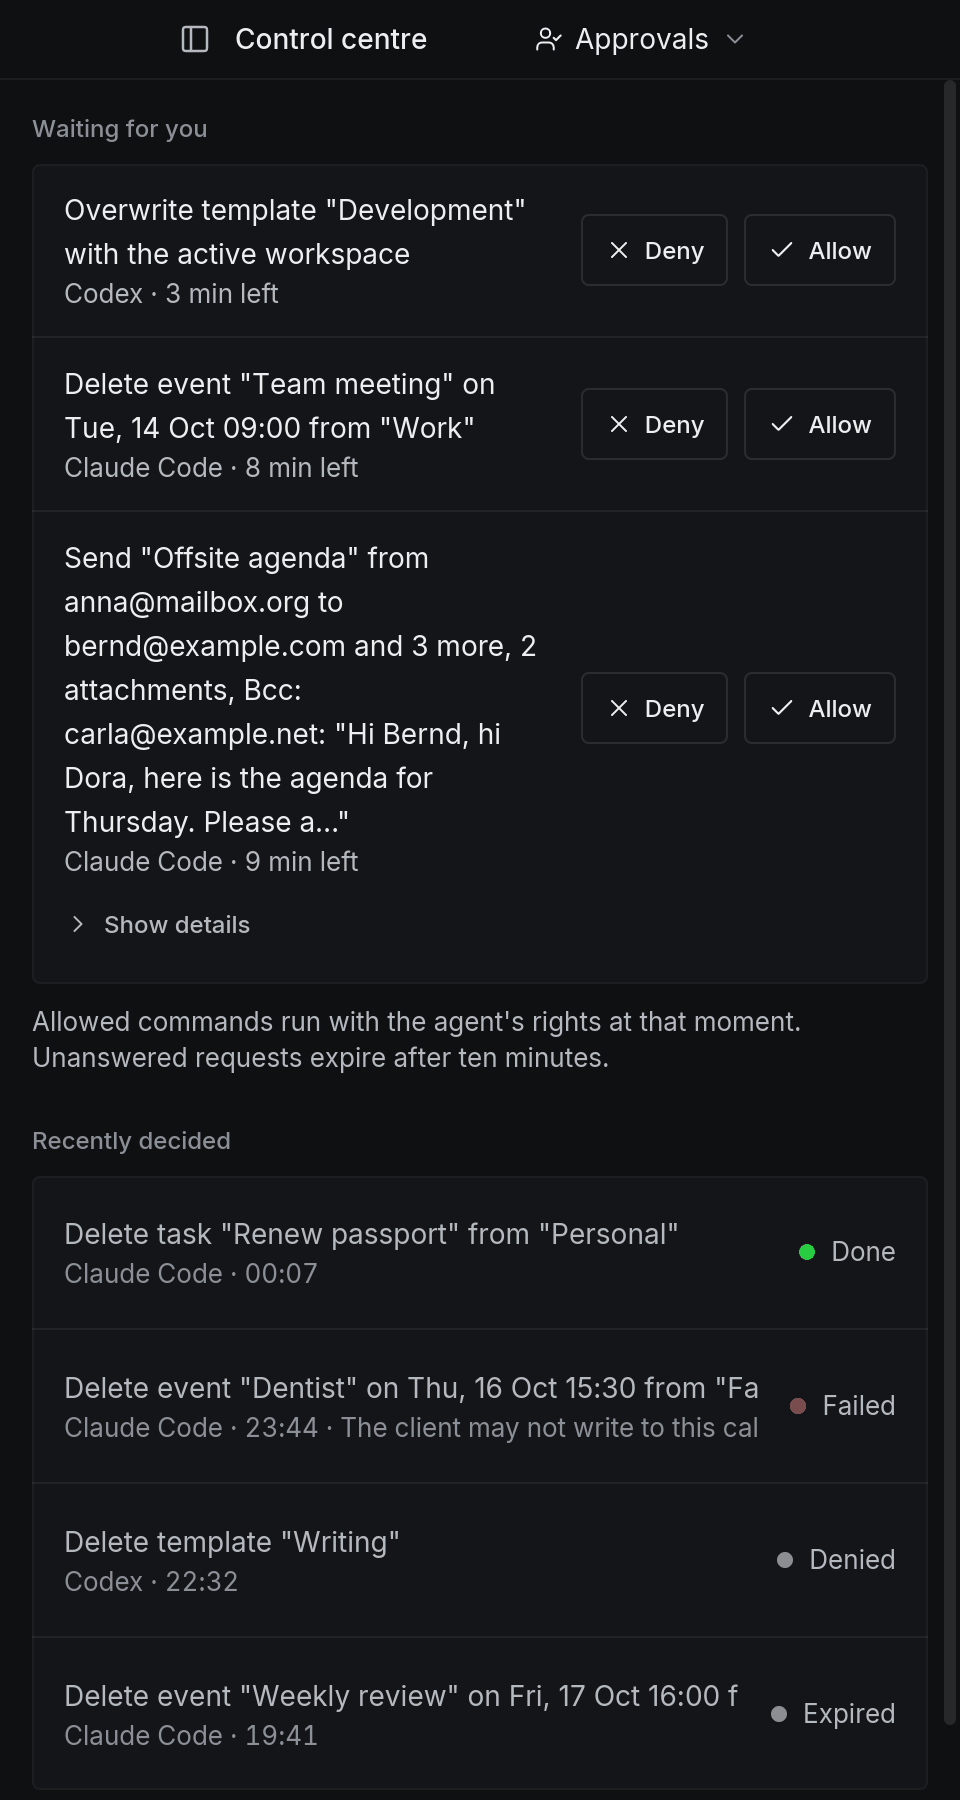 Control centre
Approvals
Waiting for you
Overwrite template "Development"
with the active workspace
Codex · 3 min left
Deny
Allow
Delete event "Team meeting" on
Tue, 14 Oct 09:00 from "Work"
Claude Code · 8 min left
Deny
Allow
Send "Offsite agenda" from
anna@mailbox.org to
bernd@example.com and 3 more, 2
attachments, Bcc:
carla@example.net: "Hi Bernd, hi
Dora, here is the agenda for
Thursday. Please a..."
Claude Code · 9 min left
Deny
Allow
Show details
Allowed commands run with the agent's rights at that moment.
Unanswered requests expire after ten minutes.
Recently decided
Delete task "Renew passport" from "Personal"
Claude Code · 00:07
Done
Delete event "Dentist" on Thu, 16 Oct 15:30 from "Fa
Claude Code · 23:44 · The client may not write to this cal
Failed
Delete template "Writing"
Codex · 22:32
Denied
Delete event "Weekly review" on Fri, 17 Oct 16:00 f
Claude Code · 19:41
Expired